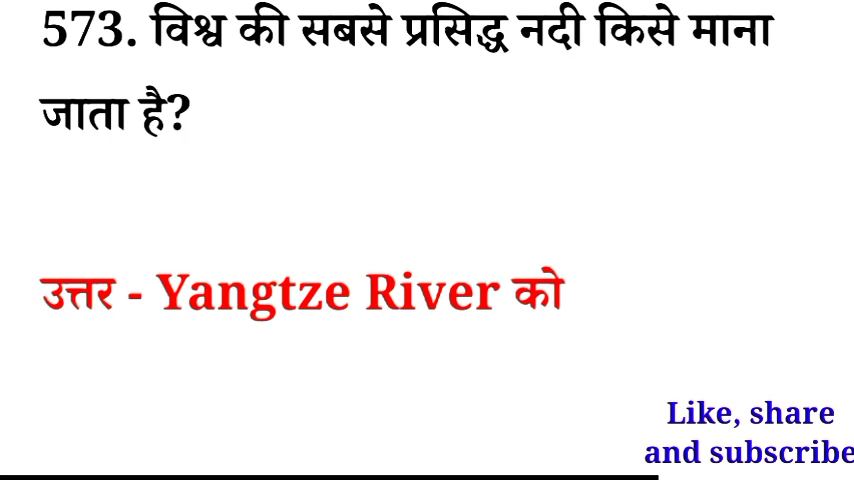 573. विश्व की सबसे प्रसिद्ध नदी किसे माना
जाता है?
उत्तर - Yangtze River को
Like, share
and subscribe